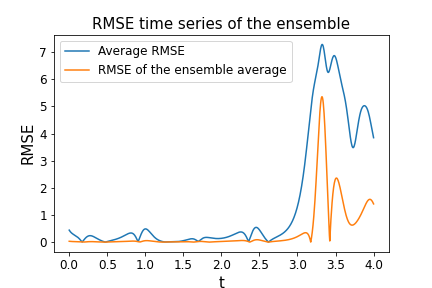 RMSE time series of the ensemble
Average RMSE
RMSE of the ensemble average
RMSE
7
6
5
4
3
2
1
0
0.0 0.5 1.0 1.5 2.0 2.5 3.0 3.5 4.0
t